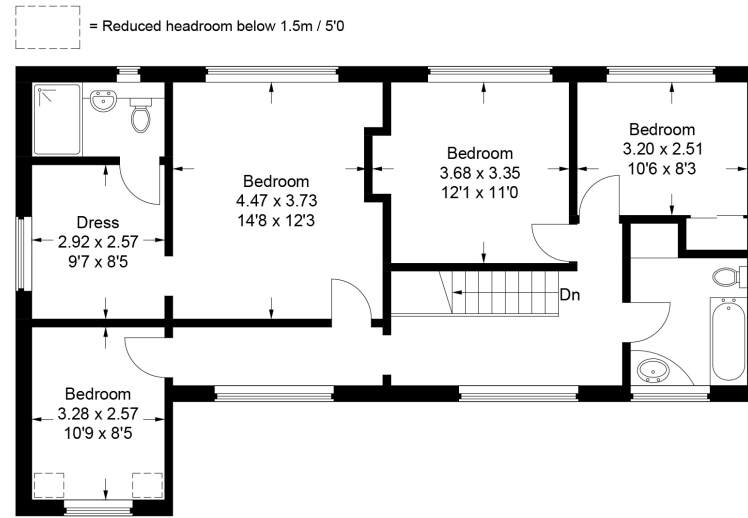 = Reduced headroom below 1.5m / 5'0
Bedroom
3.20 x 2.51
10'6 x 8'3
Bedroom
3.68 x 3.35
12'1 x 11'0
Bedroom
4.47 x 3.73
14'8 x 12'3
Dress
2.92 x 2.57
9'7 x 8'5
Dn
Bedroom
3.28 x 2.57
10'9 x 8'5